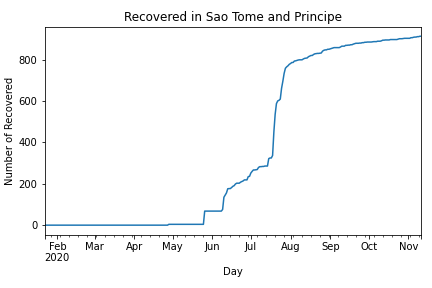 Recovered in Sao Tome and Principe
800
600
400
200
0
Number of Recovered
Feb Mar Apr May Jun Jul Aug Sep Oct Nov
2020
Day